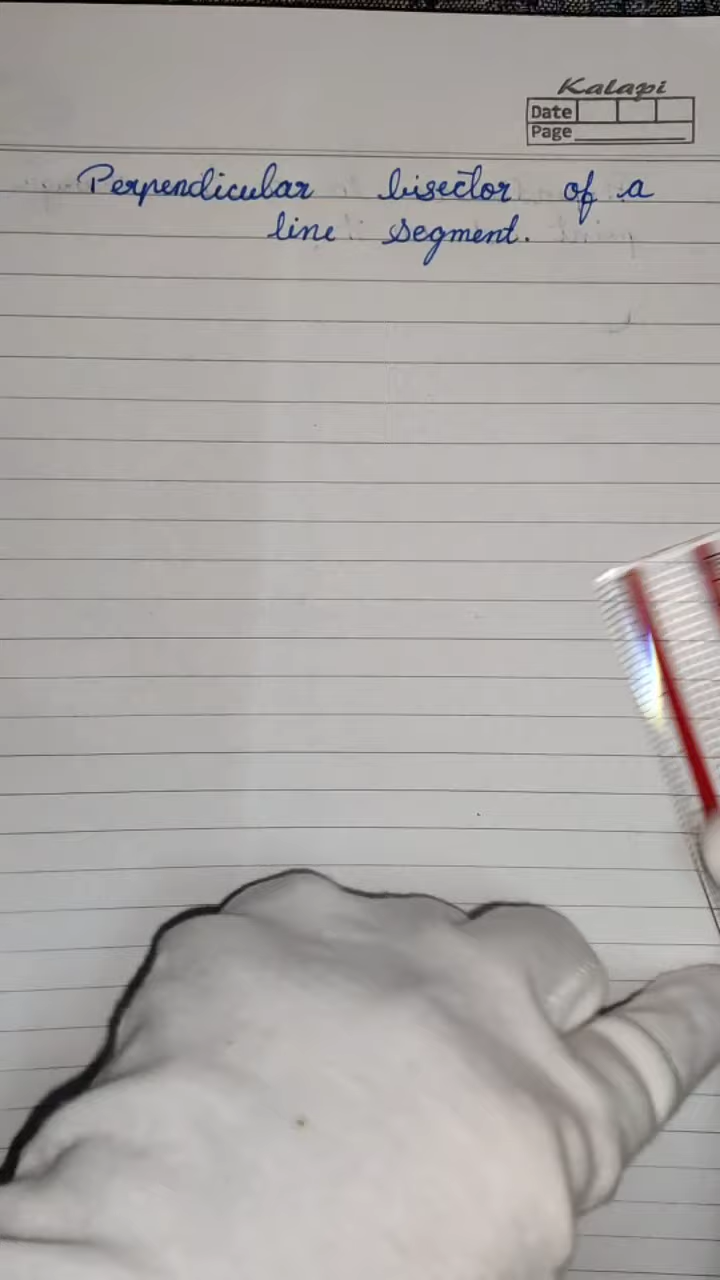 Kalapi
Date
Page
Perpendicular bisector of a
line segment.